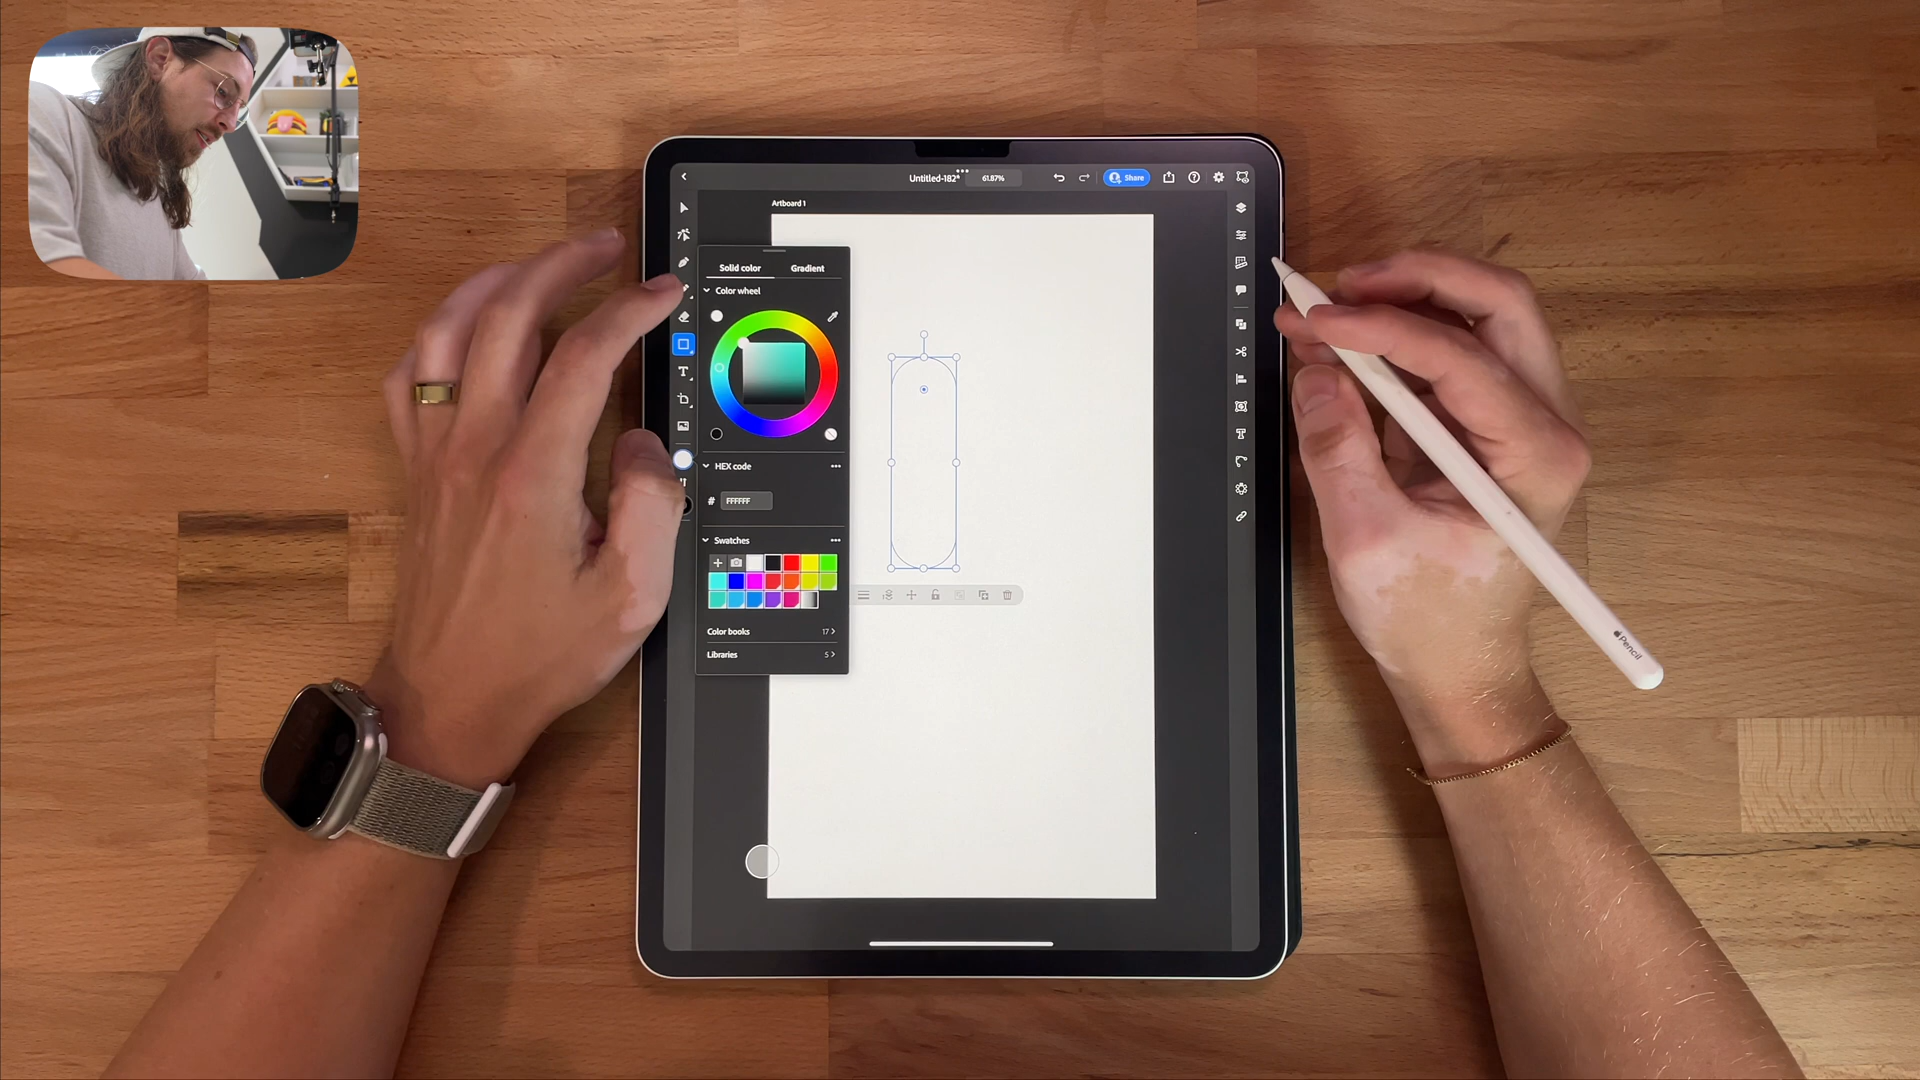 Untitled-182*
61.87%
Share
Artboard 1
Solid color
Gradient
Color wheel
HEX code
#
FFFFFF
Swatches
Color books
17
Libraries
5
Pencil